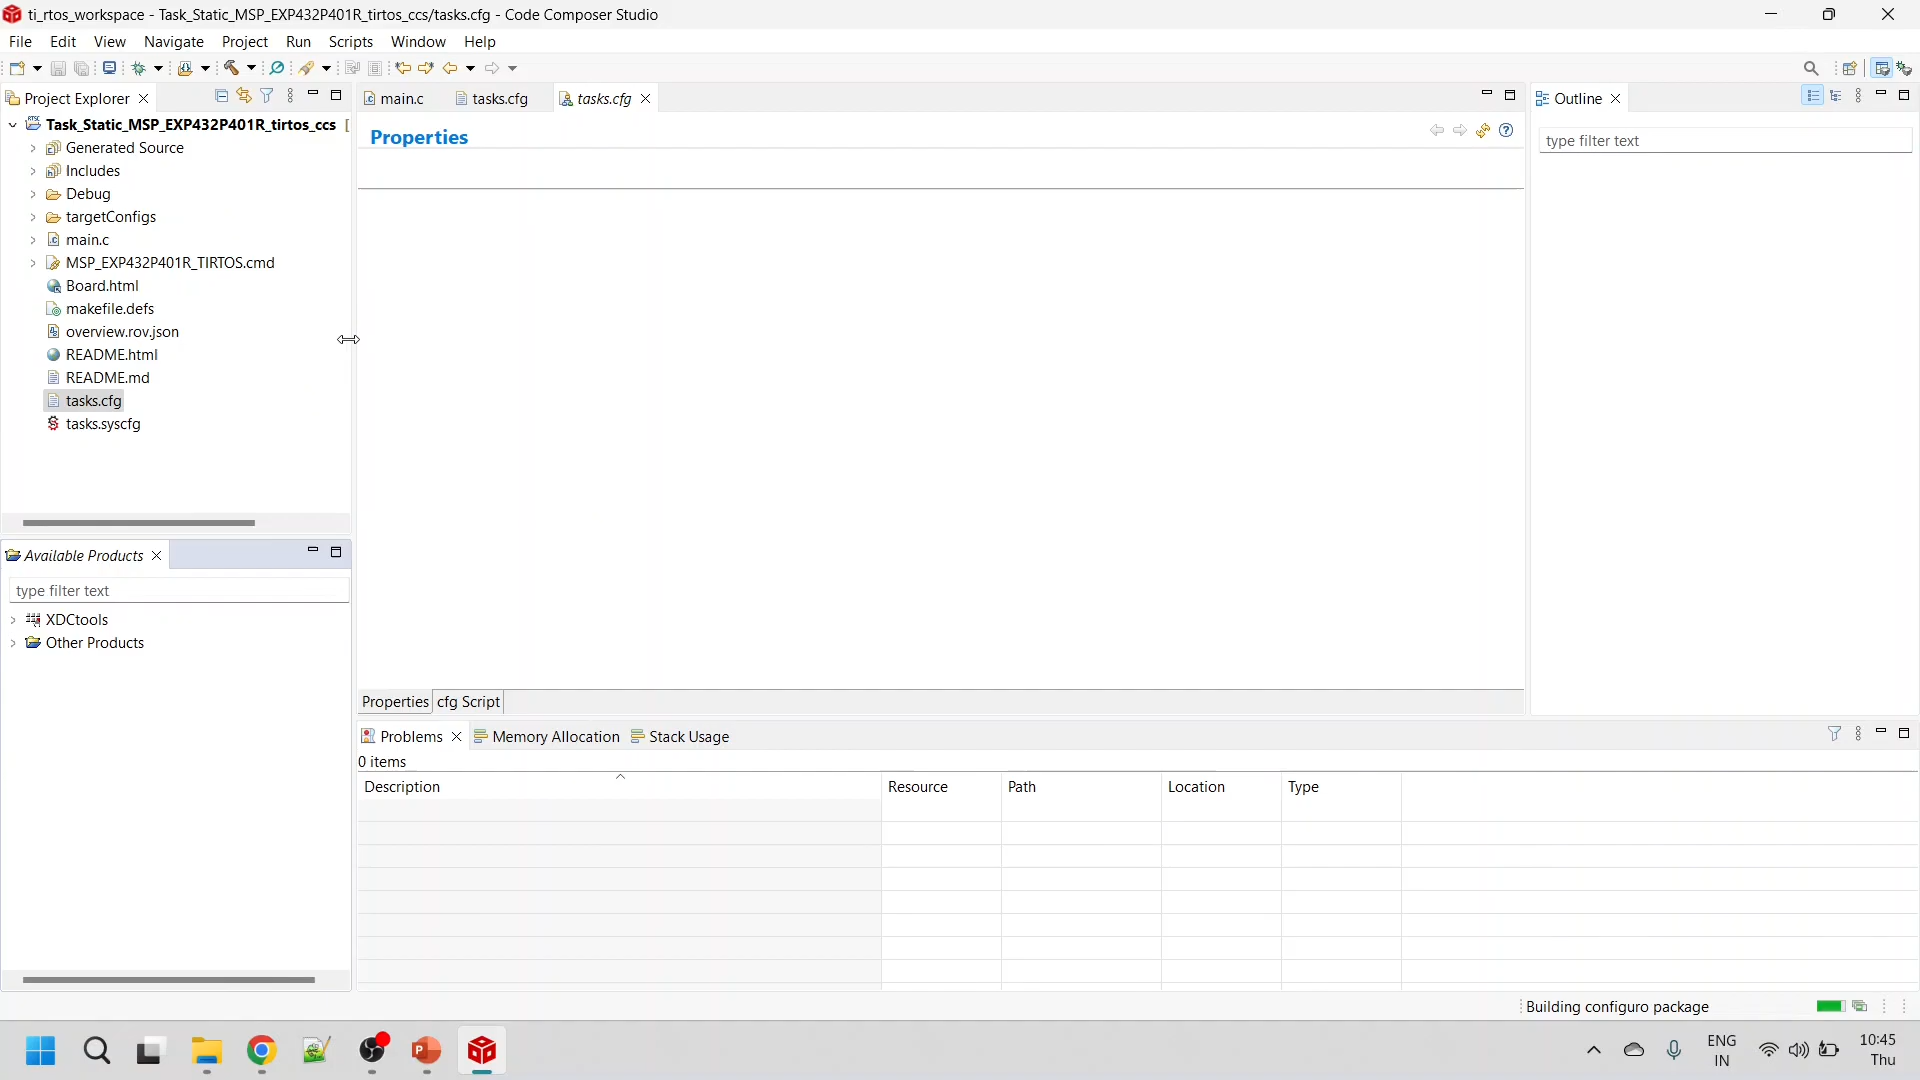 ti_rtos_workspace - Task_Static_MSP_EXP432P401R_tirtos_ccs/tasks.cfg - Code Composer Studio
File Edit View Navigate Project Run Scripts Window Help
Project Explorer
Task_Static_MSP_EXP432P401R_tirtos_ccs [
Generated Source
Includes
Debug
targetConfigs
main.c
MSP_EXP432P401R_TIRTOS.cmd
Board.html
makefile.defs
overview.rov.json
README.html
README.md
tasks.cfg
tasks.syscfg
Available Products
type filter text
XDCtools
Other Products
main.c tasks.cfg tasks.cfg
Properties
Properties cfg Script
Outline
type filter text
Problems Memory Allocation Stack Usage
0 items
Description Resource Path Location Type
Building configuro package
ENG
IN
10:45
Thu